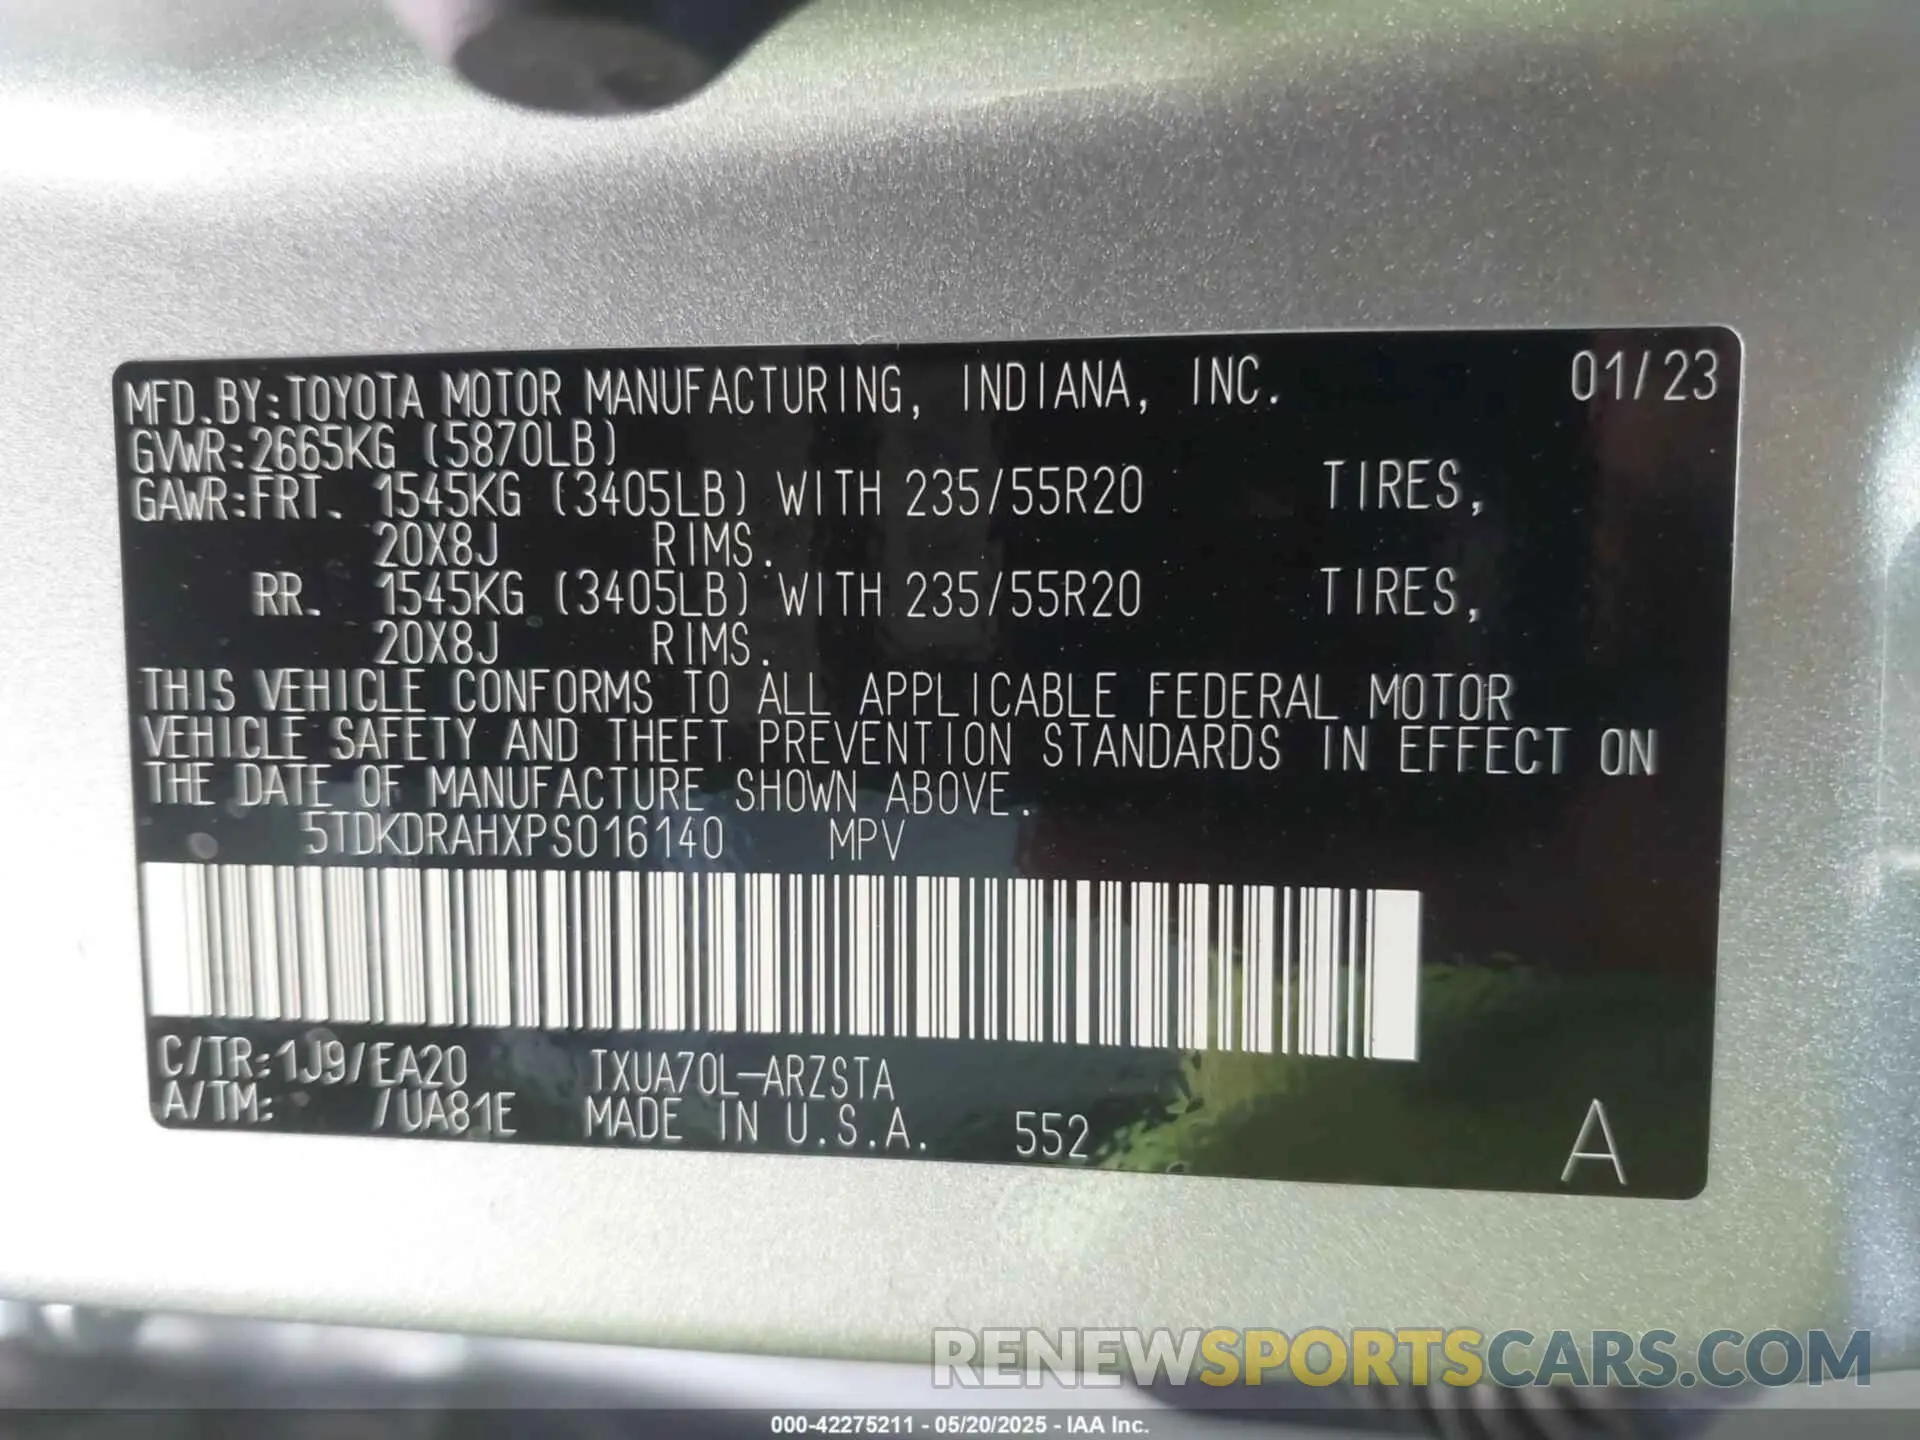 MFD.BY:TOYOTA MOTOR MANUFACTURING, INDIANA, INC. 01/23
GVWR:2665KG (5870LB)
GAWR:FRT. 1545KG (3405LB) WITH 235/55R20 TIRES,
20X8J RIMS.
RR. 1545KG (3405LB) WITH 235/55R20 TIRES,
20X8J RIMS.
THIS VEHICLE CONFORMS TO ALL APPLICABLE FEDERAL MOTOR
VEHICLE SAFETY AND THEFT PREVENTION STANDARDS IN EFFECT ON
THE DATE OF MANUFACTURE SHOWN ABOVE.
5TDKDRAHXPS016140 MPV
C/TR:1J9/EA20 TXUA70L-ARZSTA
A/TM: /UA81E MADE IN U.S.A. 552 A
RENEWSPORTSCARS.COM
000-42275211 - 05/20/2025 - IAA Inc.